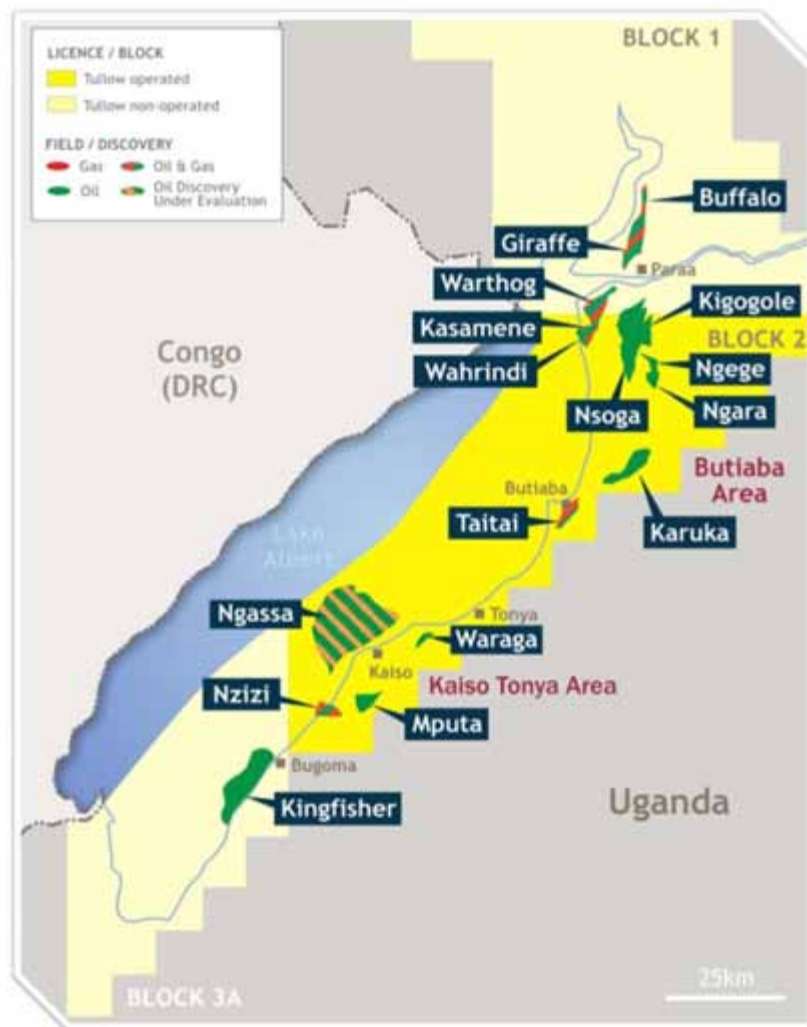 LICENCE / BLOCK
Tullow operated
Tullow non-operated
FIELD / DISCOVERY
Gas
Oil & Gas
Oil
Oil Discovery
Under Evaluation
BLOCK 1
Buffalo
Giraffe
Paraa
Warthog
Kigogole
Kasamene
BLOCK 2
Congo
(DRC)
Wahrindi
Ngege
Nsoga
Ngara
Butiaba
Area
Butiaba
Taitai
Karuka
Lake
Albert
Ngassa
Tonya
Waraga
Kaiso
Kaiso Tonya Area
Nzizi
Mputa
Bugoma
Kingfisher
Uganda
25km
BLOCK 3A